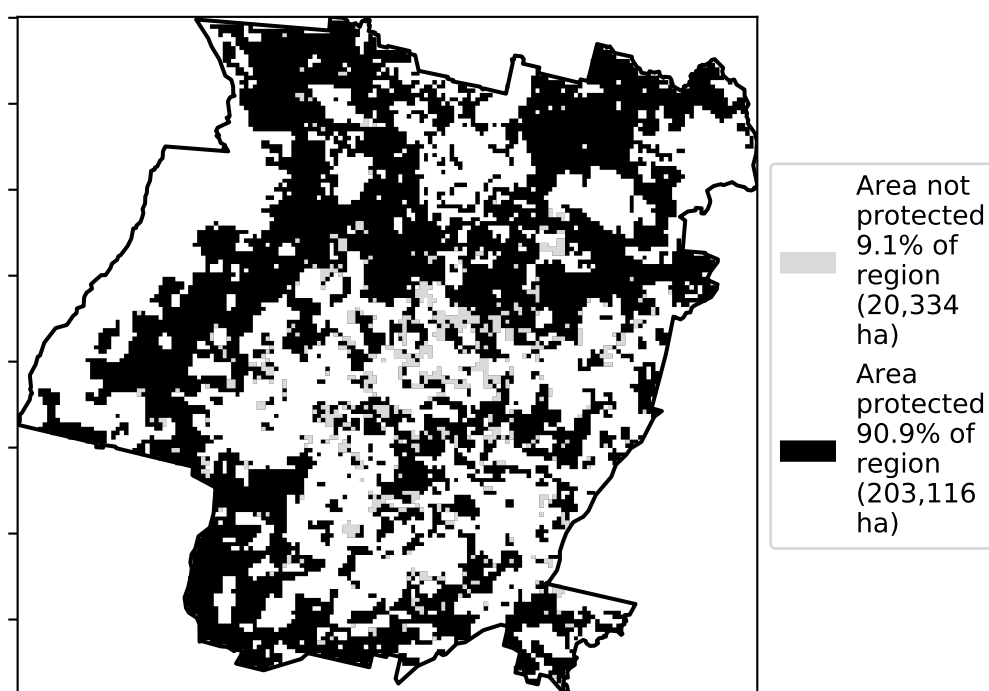 Area not
protected
9.1% of
region
(20,334
ha)
Area
protected
90.9% of
region
(203,116
ha)